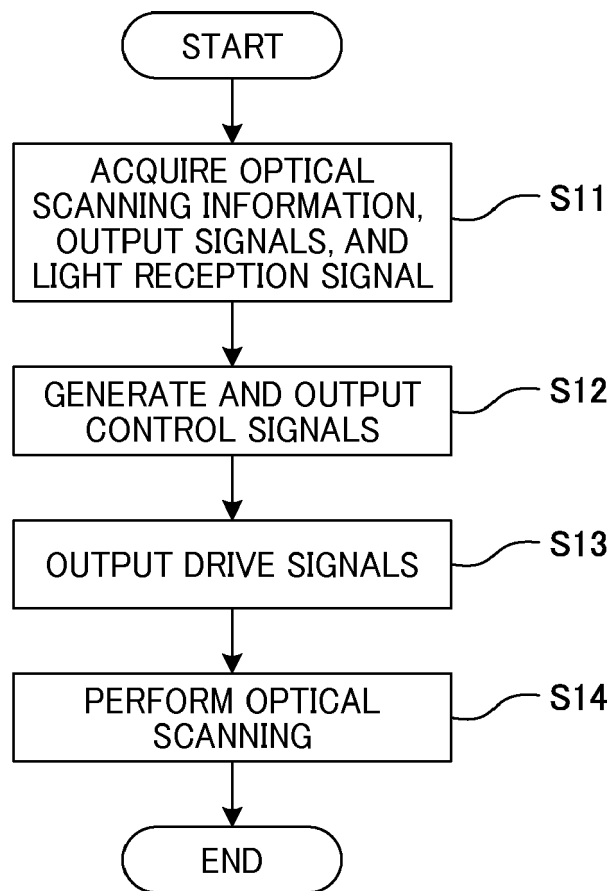 START
ACQUIRE OPTICAL
SCANNING INFORMATION,
OUTPUT SIGNALS, AND
LIGHT RECEPTION SIGNAL
S11
GENERATE AND OUTPUT
CONTROL SIGNALS
S12
OUTPUT DRIVE SIGNALS
S13
PERFORM OPTICAL
SCANNING
S14
END